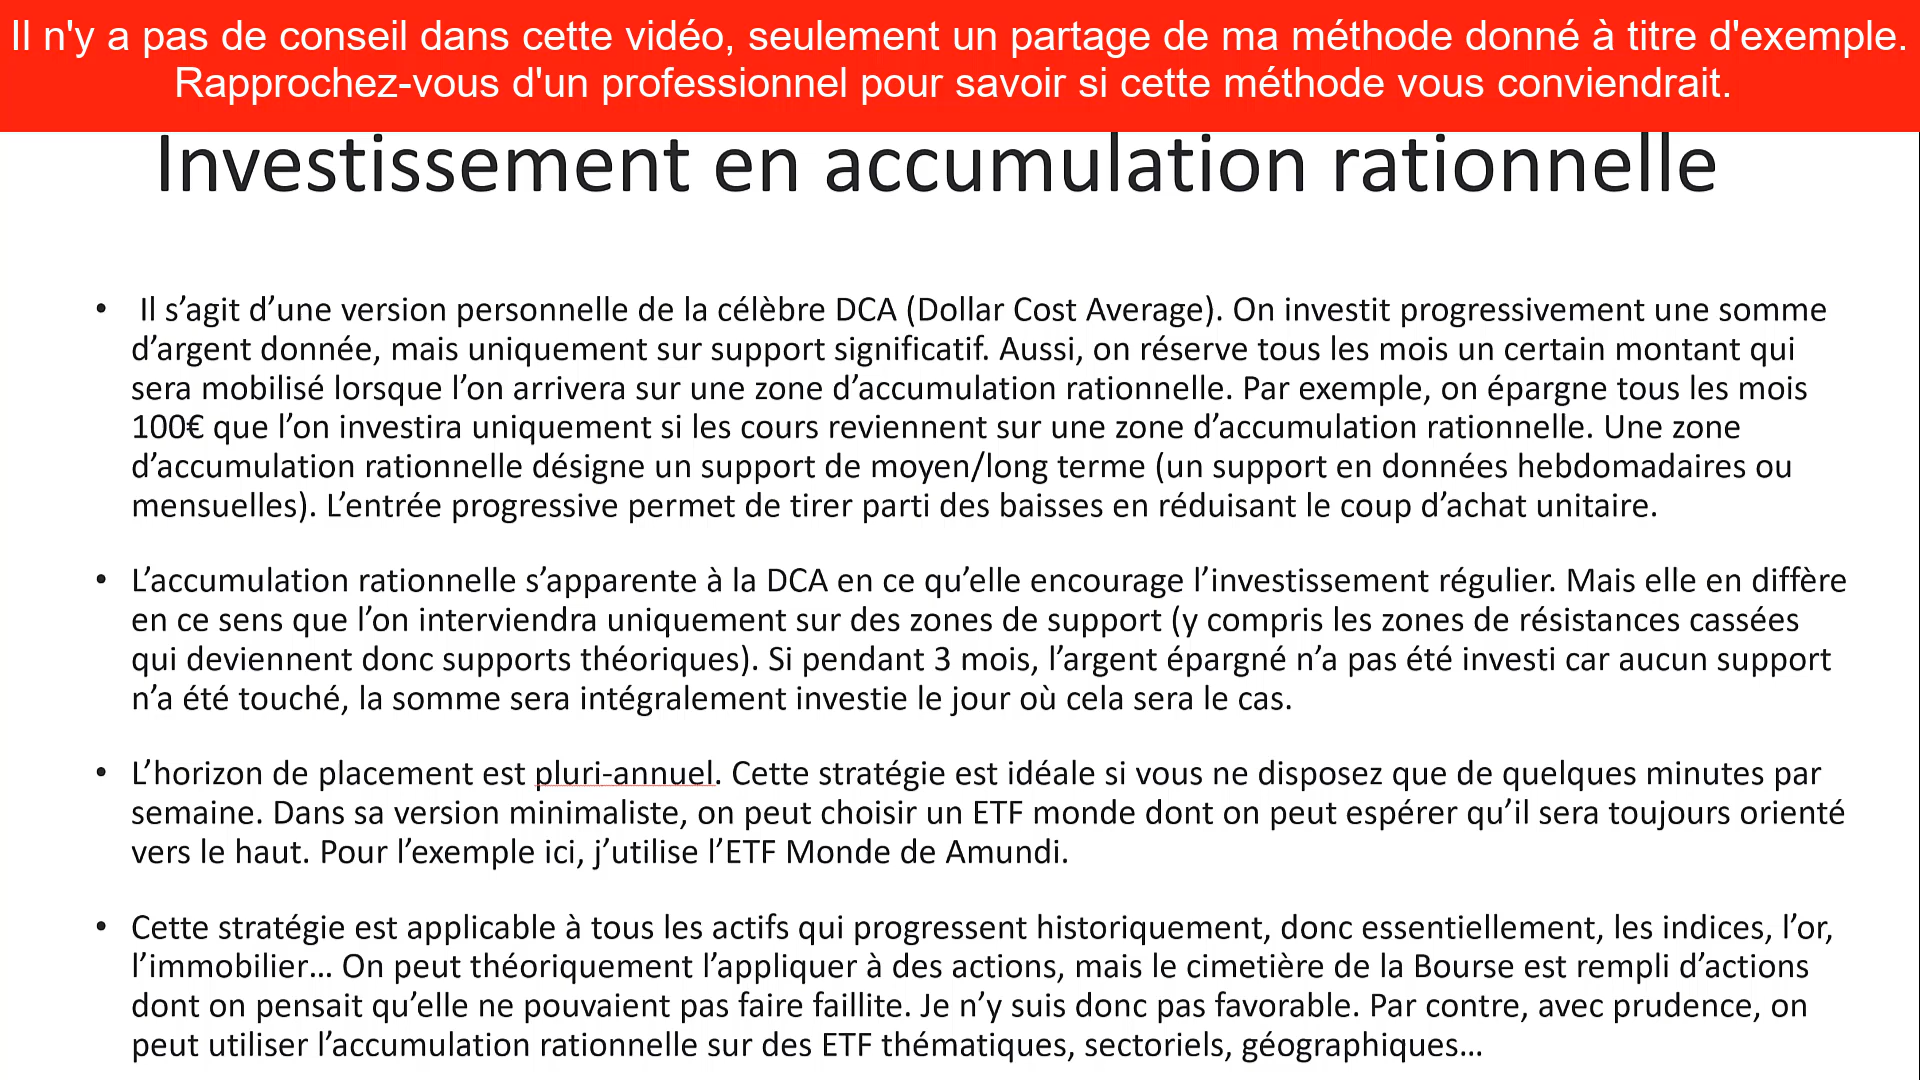 Il n'y a pas de conseil dans cette vidéo, seulement un partage de ma méthode donné à titre d'exemple.
Rapprochez-vous d'un professionnel pour savoir si cette méthode vous conviendrait.
Investissement en accumulation rationnelle
• Il s’agit d’une version personnelle de la célèbre DCA (Dollar Cost Average). On investit progressivement une somme
d’argent donnée, mais uniquement sur support significatif. Aussi, on réserve tous les mois un certain montant qui
sera mobilisé lorsque l’on arrivera sur une zone d’accumulation rationnelle. Par exemple, on épargne tous les mois
100€ que l’on investira uniquement si les cours reviennent sur une zone d’accumulation rationnelle. Une zone
d’accumulation rationnelle désigne un support de moyen/long terme (un support en données hebdomadaires ou
mensuelles). L’entrée progressive permet de tirer parti des baisses en réduisant le coup d’achat unitaire.
• L’accumulation rationnelle s’apparente à la DCA en ce qu’elle encourage l’investissement régulier. Mais elle en diffère
en ce sens que l’on interviendra uniquement sur des zones de support (y compris les zones de résistances cassées
qui deviennent donc supports théoriques). Si pendant 3 mois, l’argent épargné n’a pas été investi car aucun support
n’a été touché, la somme sera intégralement investie le jour où cela sera le cas.
• L’horizon de placement est pluri-annuel. Cette stratégie est idéale si vous ne disposez que de quelques minutes par
semaine. Dans sa version minimaliste, on peut choisir un ETF monde dont on peut espérer qu’il sera toujours orienté
vers le haut. Pour l’exemple ici, j’utilise l’ETF Monde de Amundi.
• Cette stratégie est applicable à tous les actifs qui progressent historiquement, donc essentiellement, les indices, l’or,
l’immobilier… On peut théoriquement l’appliquer à des actions, mais le cimetière de la Bourse est rempli d’actions
dont on pensait qu’elle ne pouvaient pas faire faillite. Je n’y suis donc pas favorable. Par contre, avec prudence, on
peut utiliser l’accumulation rationnelle sur des ETF thématiques, sectoriels, géographiques…